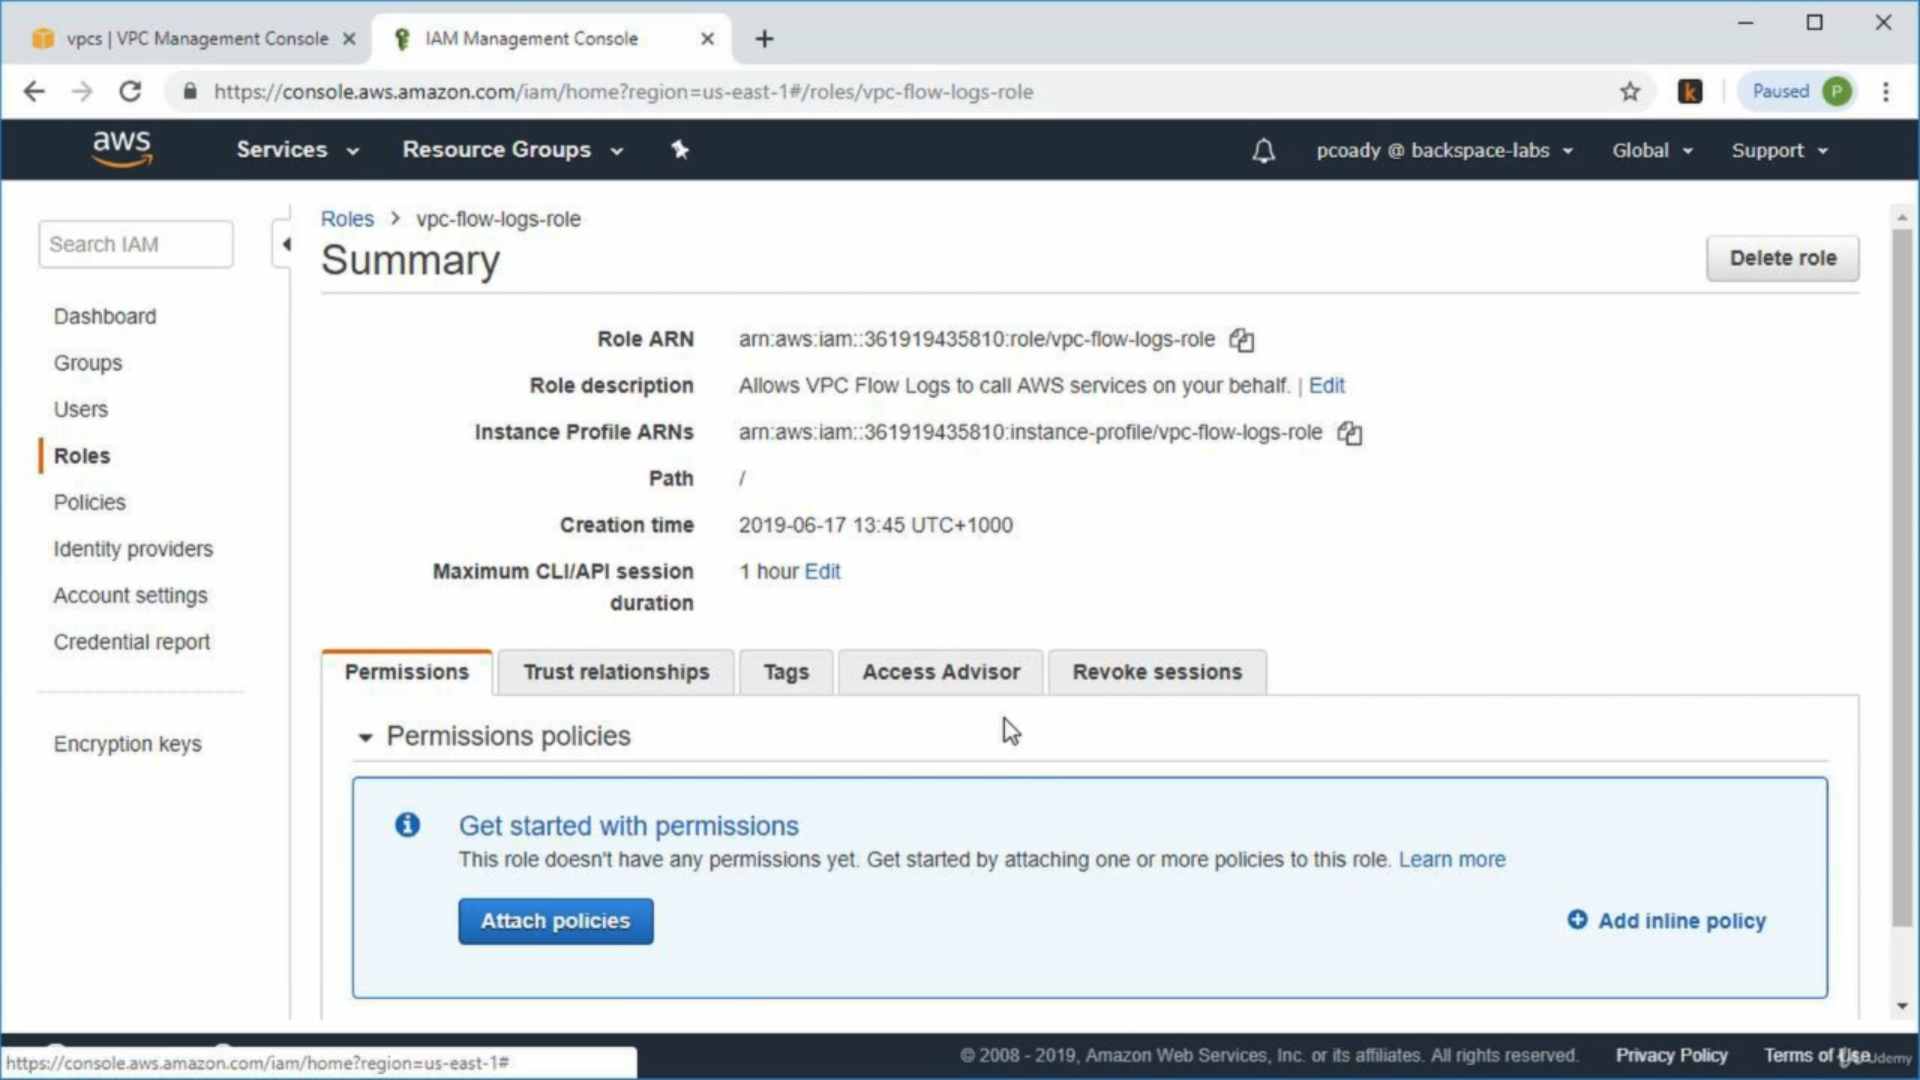 vpcs | VPC Management Console
IAM Management Console
https://console.aws.amazon.com/iam/home?region=us-east-1#/roles/vpc-flow-logs-role
k
Paused P
aws
Services
Resource Groups
pcoady @ backspace-labs
Global
Support
Search IAM
Dashboard
Groups
Users
Roles
Policies
Identity providers
Account settings
Credential report
Encryption keys
Roles > vpc-flow-logs-role
Summary
Delete role
Role ARN arn:aws:iam::361919435810:role/vpc-flow-logs-role
Role description Allows VPC Flow Logs to call AWS services on your behalf. | Edit
Instance Profile ARNs arn:aws:iam::361919435810:instance-profile/vpc-flow-logs-role
Path /
Creation time 2019-06-17 13:45 UTC+1000
Maximum CLI/API session 1 hour Edit
duration
Permissions Trust relationships Tags Access Advisor Revoke sessions
Permissions policies
Get started with permissions
This role doesn't have any permissions yet. Get started by attaching one or more policies to this role. Learn more
Attach policies
Add inline policy
https://console.aws.amazon.com/iam/home?region=us-east-1#
© 2008 - 2019, Amazon Web Services, Inc. or its affiliates. All rights reserved. Privacy Policy Terms of Use
Udemy